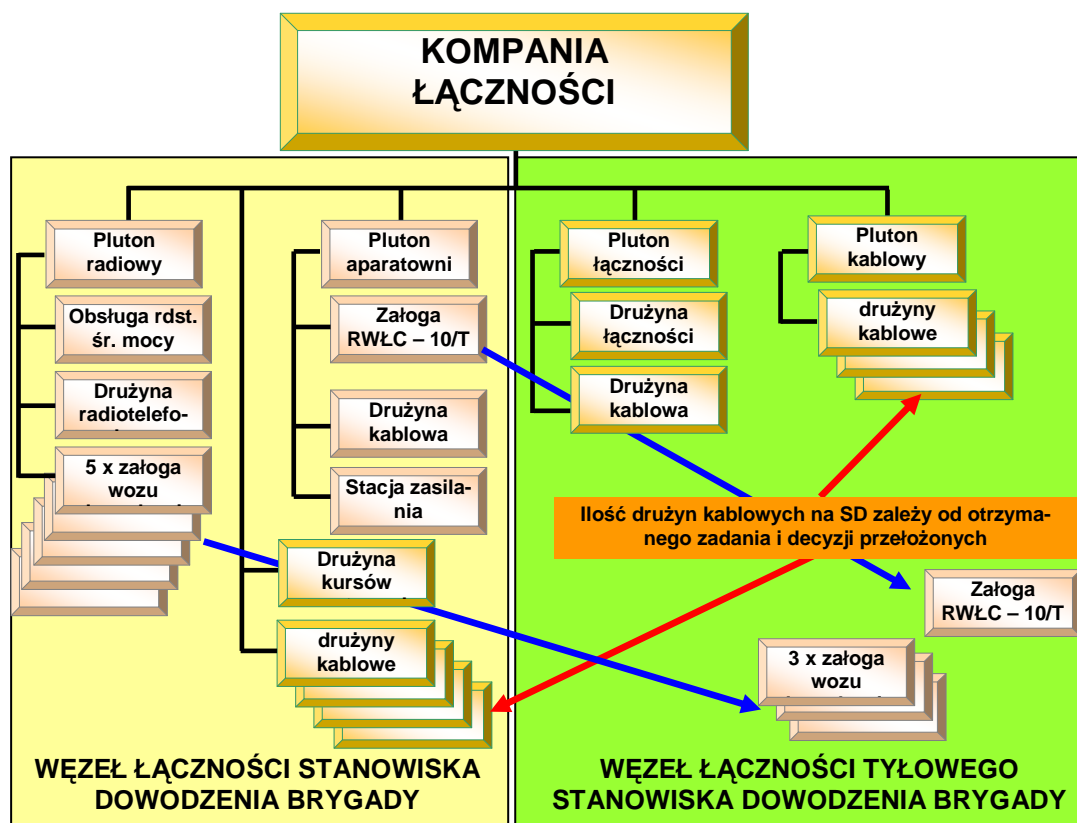 KOMPANIA
ŁĄCZNOŚCI
Pluton
radiowy
Obsługa rdst.
śr. mocy
Drużyna
radiotelefo-
5 x załoga
wozu
Pluton
aparatowni
Załoga
RWŁC – 10/T
Drużyna
kablowa
Stacja zasila-
nia
Drużyna
kursów
drużyny
kablowe
Pluton
łączności
Drużyna
łączności
Drużyna
kablowa
Pluton
kablowy
drużyny
kablowe
Ilość drużyn kablowych na SD zależy od otrzyma-
nego zadania i decyzji przełożonych
Załoga
RWŁC – 10/T
3 x załoga
wozu
WĘZEŁ ŁĄCZNOŚCI STANOWISKA
DOWODZENIA BRYGADY
WĘZEŁ ŁĄCZNOŚCI TYŁOWEGO
STANOWISKA DOWODZENIA BRYGADY